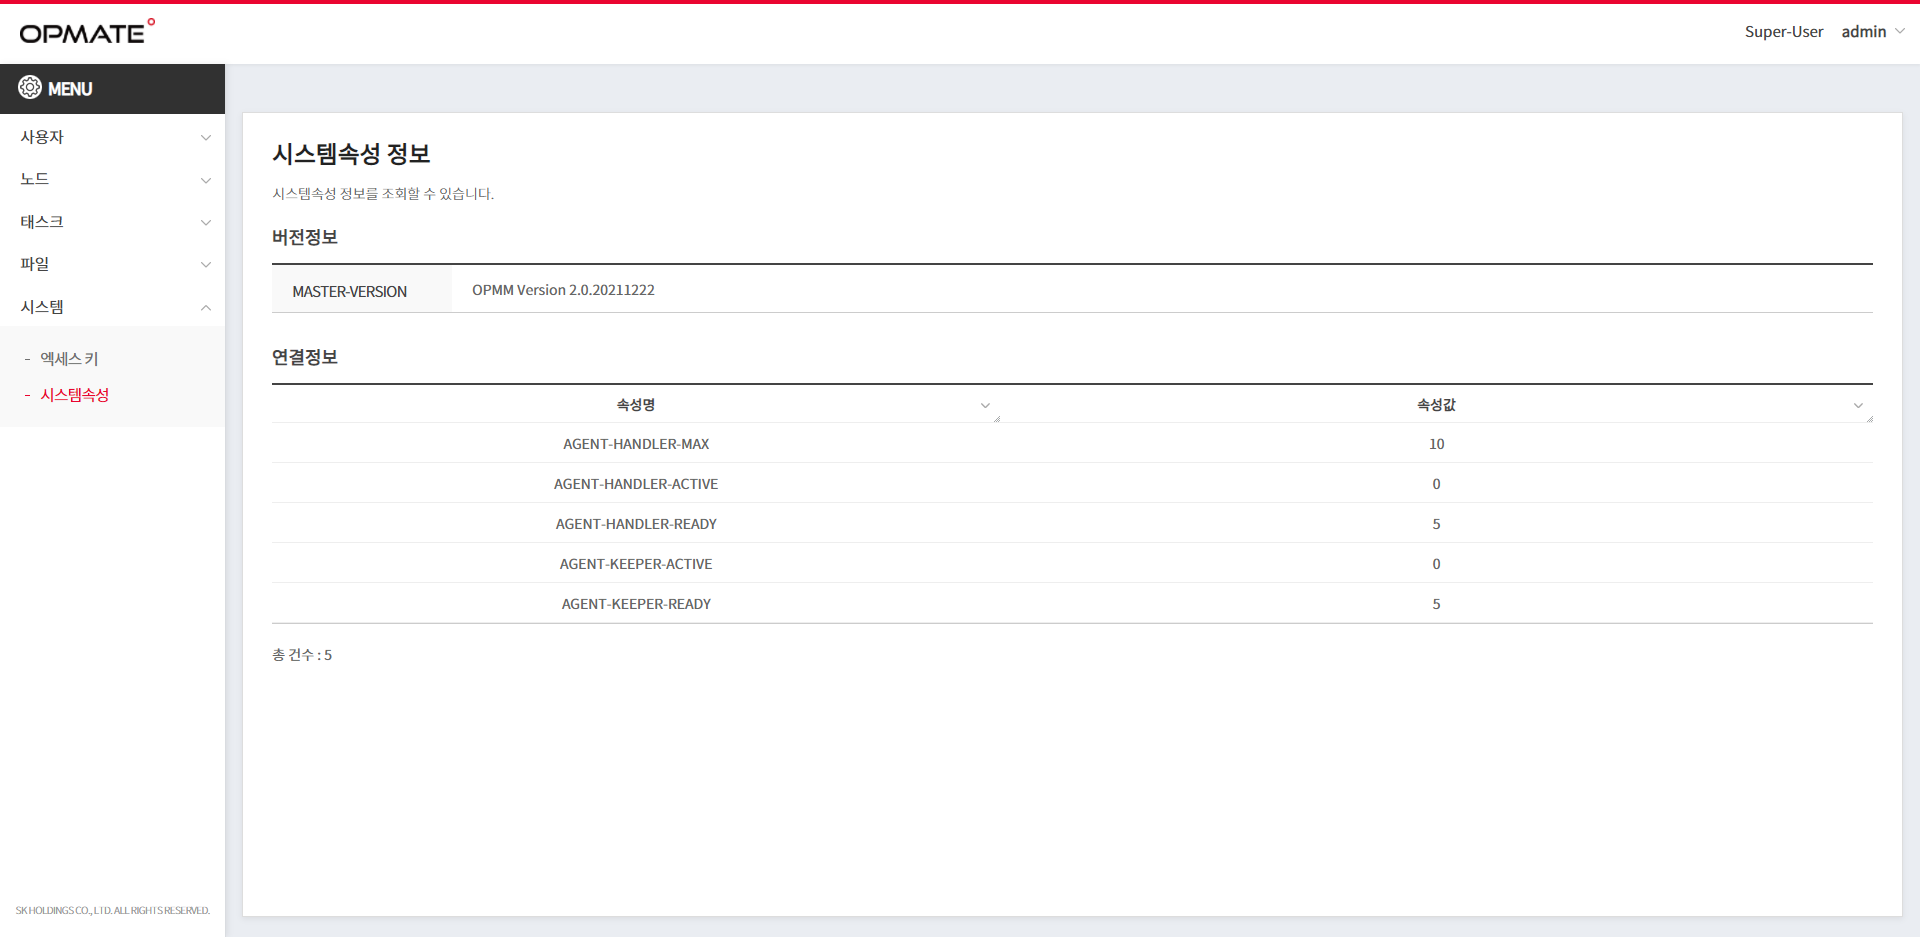 OPMATE
Super-User admin
MENU
사용자
노드
태스크
파일
시스템
- 엑세스 키
- 시스템속성
SK HOLDINGS CO., LTD. ALL RIGHTS RESERVED.
시스템속성 정보
시스템속성 정보를 조회할 수 있습니다.
버전정보
MASTER-VERSION OPMM Version 2.0.20211222
연결정보
속성명 속성값
AGENT-HANDLER-MAX 10
AGENT-HANDLER-ACTIVE 0
AGENT-HANDLER-READY 5
AGENT-KEEPER-ACTIVE 0
AGENT-KEEPER-READY 5
총 건수 : 5